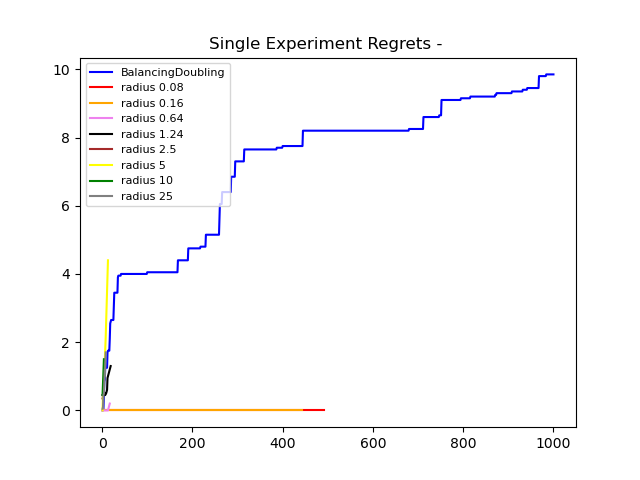 Single Experiment Regrets -
10
8
6
4
2
0
BalancingDoubling
radius 0.08
radius 0.16
radius 0.64
radius 1.24
radius 2.5
radius 5
radius 10
radius 25
0 200 400 600 800 1000